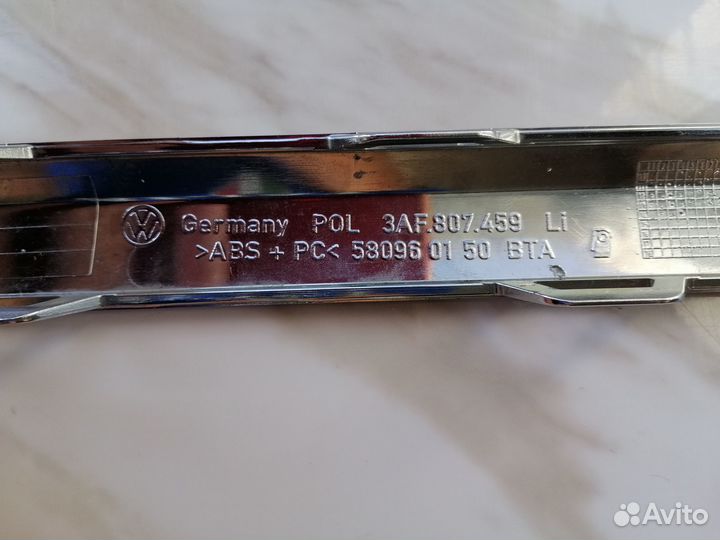 Germany POL 3AF.807.459 Li
>ABS + PC< 58096 01 50 BTA
Avito